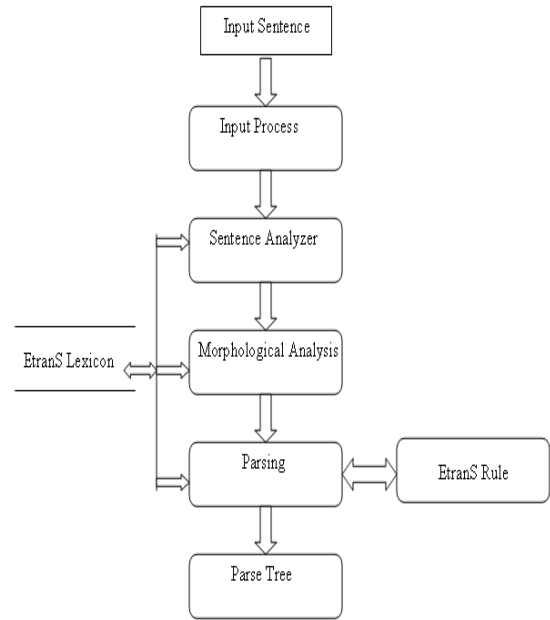 Input Sentence
Input Process
Sentence Analyzer
EtranS Lexicon
Morphological Analysis
Parsing
EtranS Rule
Parse Tree